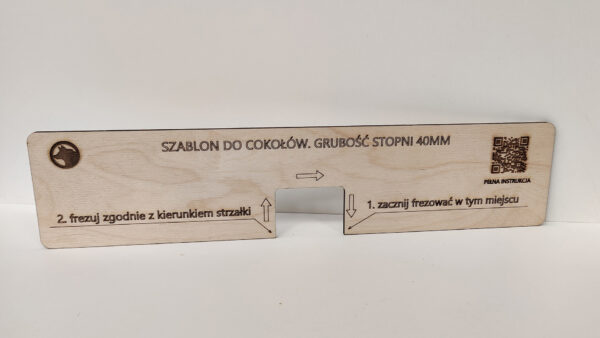 SZABLON DO COKOŁÓW. GRUBOŚĆ STOPNI 40MM
PEŁNA INSTRUKCJA
2. frezuj zgodnie z kierunkiem strzałki
1. zacznij frezować w tym miejscu